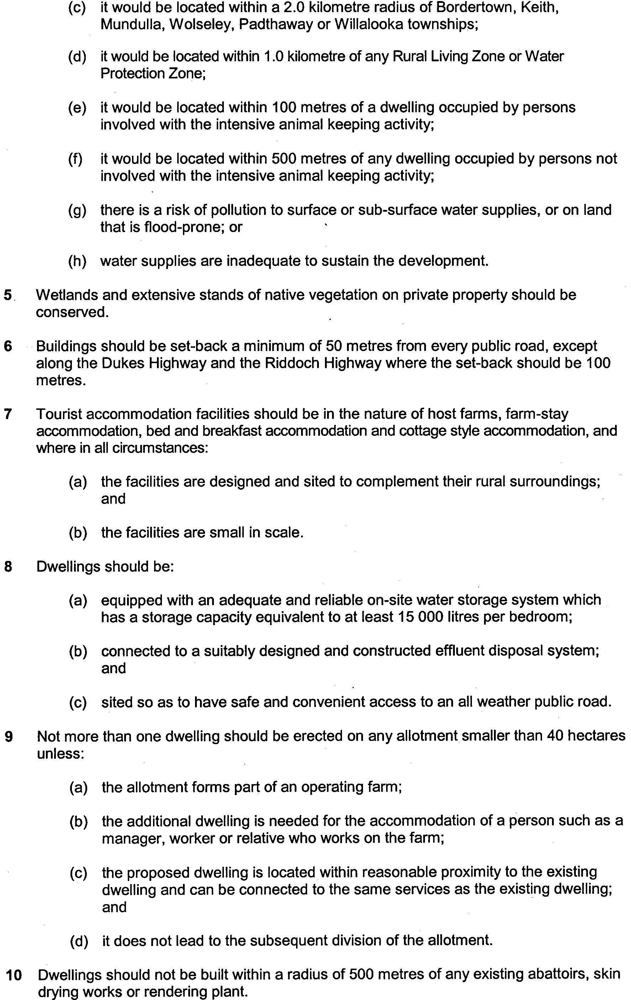 (c) it would be located within a 2.0 kilometre radius of Bordertown, Keith,
Mundulla, Wolseley, Padthaway or Willalooka townships;
(d) it would be located within 1.0 kilometre of any Rural Living Zone or Water
Protection Zone;
(e) it would be located within 100 metres of a dwelling occupied by persons
involved with the intensive animal keeping activity;
(f) it would be located within 500 metres of any dwelling occupied by persons not
involved with the intensive animal keeping activity;
(g) there is a risk of pollution to surface or sub-surface water supplies, or on land
that is flood-prone; or
(h) water supplies are inadequate to sustain the development.
5 Wetlands and extensive stands of native vegetation on private property should be
conserved.
6 Buildings should be set-back a minimum of 50 metres from every public road, except
along the Dukes Highway and the Riddoch Highway where the set-back should be 100
metres.
7 Tourist accommodation facilities should be in the nature of host farms, farm-stay
accommodation, bed and breakfast accommodation and cottage style accommodation, and
where in all circumstances:
(a) the facilities are designed and sited to complement their rural surroundings;
and
(b) the facilities are small in scale.
8 Dwellings should be:
(a) equipped with an adequate and reliable on-site water storage system which
has a storage capacity equivalent to at least 15 000 litres per bedroom;
(b) connected to a suitably designed and constructed effluent disposal system;
and
(c) sited so as to have safe and convenient access to an all weather public road.
9 Not more than one dwelling should be erected on any allotment smaller than 40 hectares
unless:
(a) the allotment forms part of an operating farm;
(b) the additional dwelling is needed for the accommodation of a person such as a
manager, worker or relative who works on the farm;
(c) the proposed dwelling is located within reasonable proximity to the existing
dwelling and can be connected to the same services as the existing dwelling;
and
(d) it does not lead to the subsequent division of the allotment.
10 Dwellings should not be built within a radius of 500 metres of any existing abattoirs, skin
drying works or rendering plant.